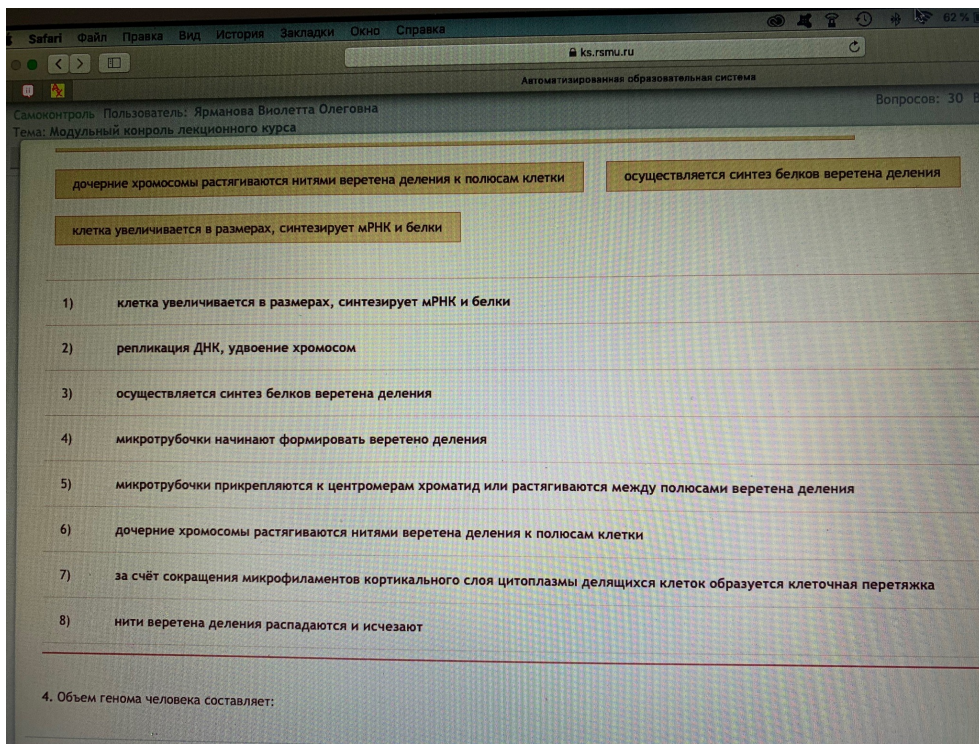 Safari Файл Правка Вид История Закладки Окно Справка 62 %
ks.rsmu.ru
Автоматизированная образовательная система
Самоконтроль Пользователь: Ярманова Виолетта Олеговна Вопросов: 30
Тема: Модульный конроль лекционного курса
дочерние хромосомы растягиваются нитями веретена деления к полюсам клетки осуществляется синтез белков веретена деления
клетка увеличивается в размерах, синтезирует мРНК и белки
1) клетка увеличивается в размерах, синтезирует мРНК и белки
2) репликация ДНК, удвоение хромосом
3) осуществляется синтез белков веретена деления
4) микротрубочки начинают формировать веретено деления
5) микротрубочки прикрепляются к центромерам хроматид или растягиваются между полюсами веретена деления
6) дочерние хромосомы растягиваются нитями веретена деления к полюсам клетки
7) за счёт сокращения микрофиламентов кортикального слоя цитоплазмы делящихся клеток образуется клеточная перетяжка
8) нити веретена деления распадаются и исчезают
4. Объем генома человека составляет: